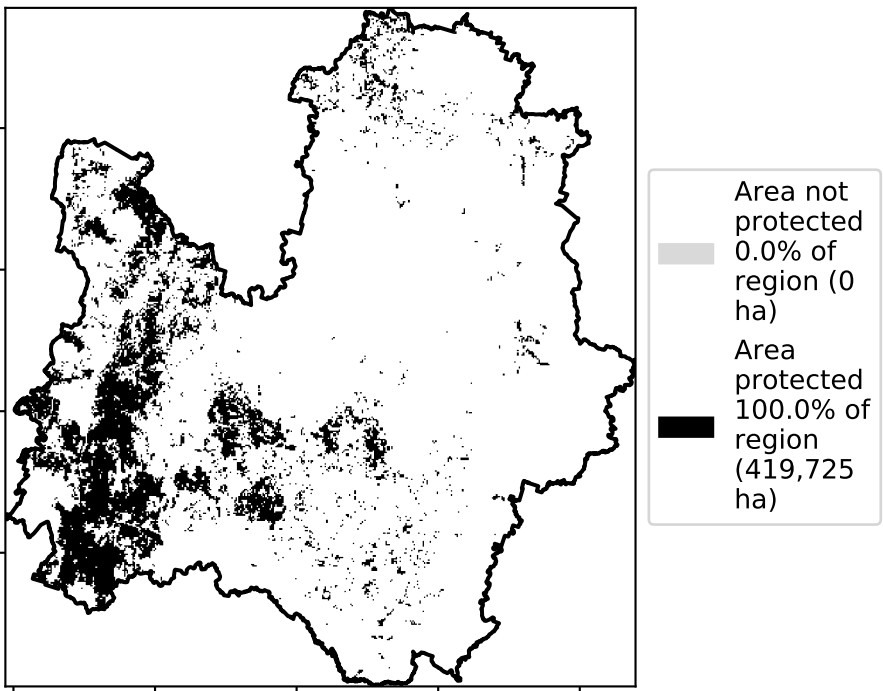 Area not
protected
0.0% of
region (0
ha)
Area
protected
100.0% of
region
(419,725
ha)